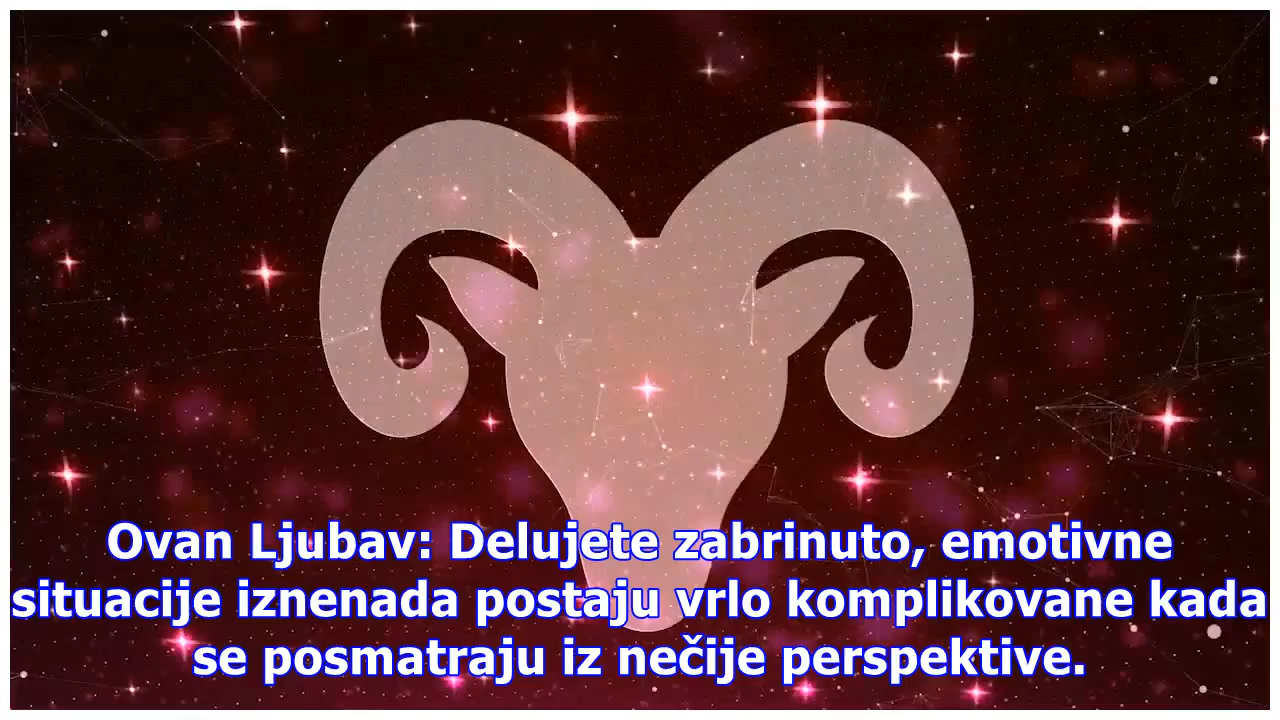 Ovan Ljubav: Delujete zabrinuto, emotivne
situacije iznenada postaju vrlo komplikovane kada
se posmatraju iz nečije perspektive.